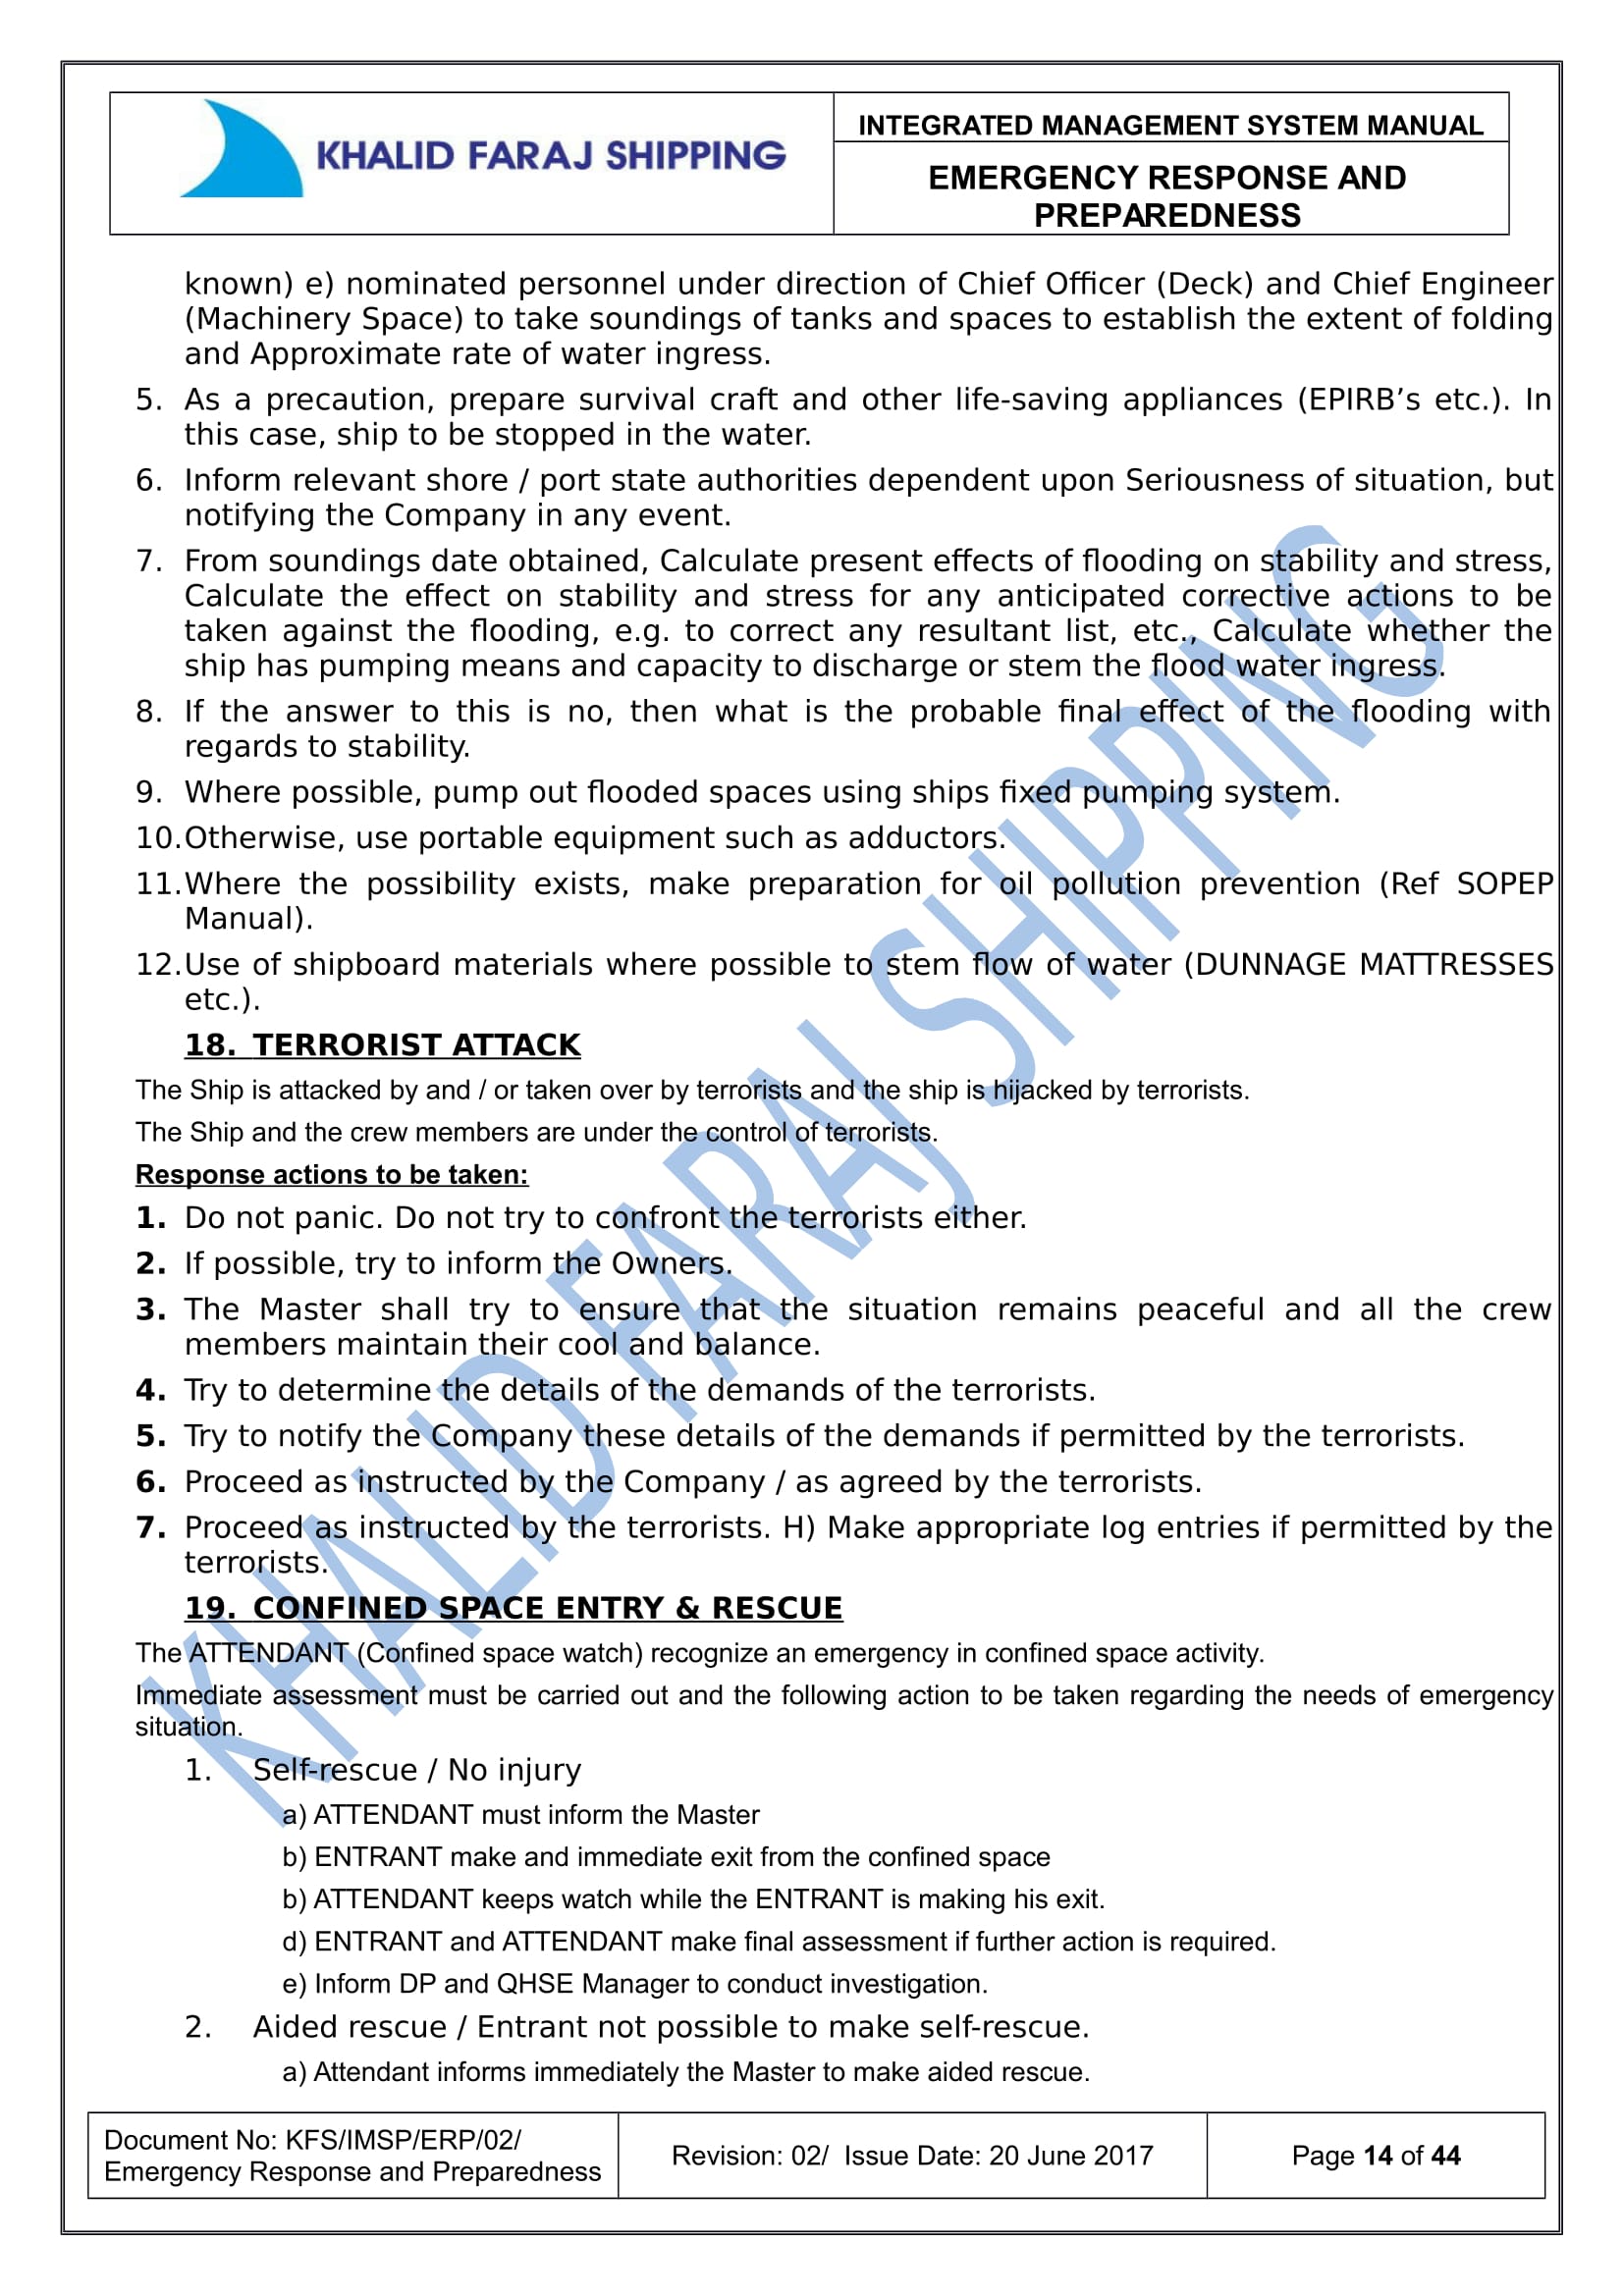 KHALID FARAJ SHIPPING
INTEGRATED MANAGEMENT SYSTEM MANUAL
EMERGENCY RESPONSE AND
PREPAREDNESS
known) e) nominated personnel under direction of Chief Officer (Deck) and Chief Engineer
(Machinery Space) to take soundings of tanks and spaces to establish the extent of folding
and Approximate rate of water ingress.
5. As a precaution, prepare survival craft and other life-saving appliances (EPIRB’s etc.). In
this case, ship to be stopped in the water.
6. Inform relevant shore / port state authorities dependent upon Seriousness of situation, but
notifying the Company in any event.
7. From soundings date obtained, Calculate present effects of flooding on stability and stress,
Calculate the effect on stability and stress for any anticipated corrective actions to be
taken against the flooding, e.g. to correct any resultant list, etc., Calculate whether the
ship has pumping means and capacity to discharge or stem the flood water ingress.
8. If the answer to this is no, then what is the probable final effect of the flooding with
regards to stability.
9. Where possible, pump out flooded spaces using ships fixed pumping system.
10. Otherwise, use portable equipment such as adductors.
11. Where the possibility exists, make preparation for oil pollution prevention (Ref SOPEP
Manual).
12. Use of shipboard materials where possible to stem flow of water (DUNNAGE MATTRESSES
etc.).
18. TERRORIST ATTACK
The Ship is attacked by and / or taken over by terrorists and the ship is hijacked by terrorists.
The Ship and the crew members are under the control of terrorists.
Response actions to be taken:
1. Do not panic. Do not try to confront the terrorists either.
2. If possible, try to inform the Owners.
3. The Master shall try to ensure that the situation remains peaceful and all the crew
members maintain their cool and balance.
4. Try to determine the details of the demands of the terrorists.
5. Try to notify the Company these details of the demands if permitted by the terrorists.
6. Proceed as instructed by the Company / as agreed by the terrorists.
7. Proceed as instructed by the terrorists. H) Make appropriate log entries if permitted by the
terrorists.
19. CONFINED SPACE ENTRY & RESCUE
The ATTENDANT (Confined space watch) recognize an emergency in confined space activity.
Immediate assessment must be carried out and the following action to be taken regarding the needs of emergency
situation.
1. Self-rescue / No injury
a) ATTENDANT must inform the Master
b) ENTRANT make and immediate exit from the confined space
b) ATTENDANT keeps watch while the ENTRANT is making his exit.
d) ENTRANT and ATTENDANT make final assessment if further action is required.
e) Inform DP and QHSE Manager to conduct investigation.
2. Aided rescue / Entrant not possible to make self-rescue.
a) Attendant informs immediately the Master to make aided rescue.
KHALID FARAJ SHIPPING
Document No: KFS/IMSP/ERP/02/
Emergency Response and Preparedness
Revision: 02/ Issue Date: 20 June 2017
Page 14 of 44